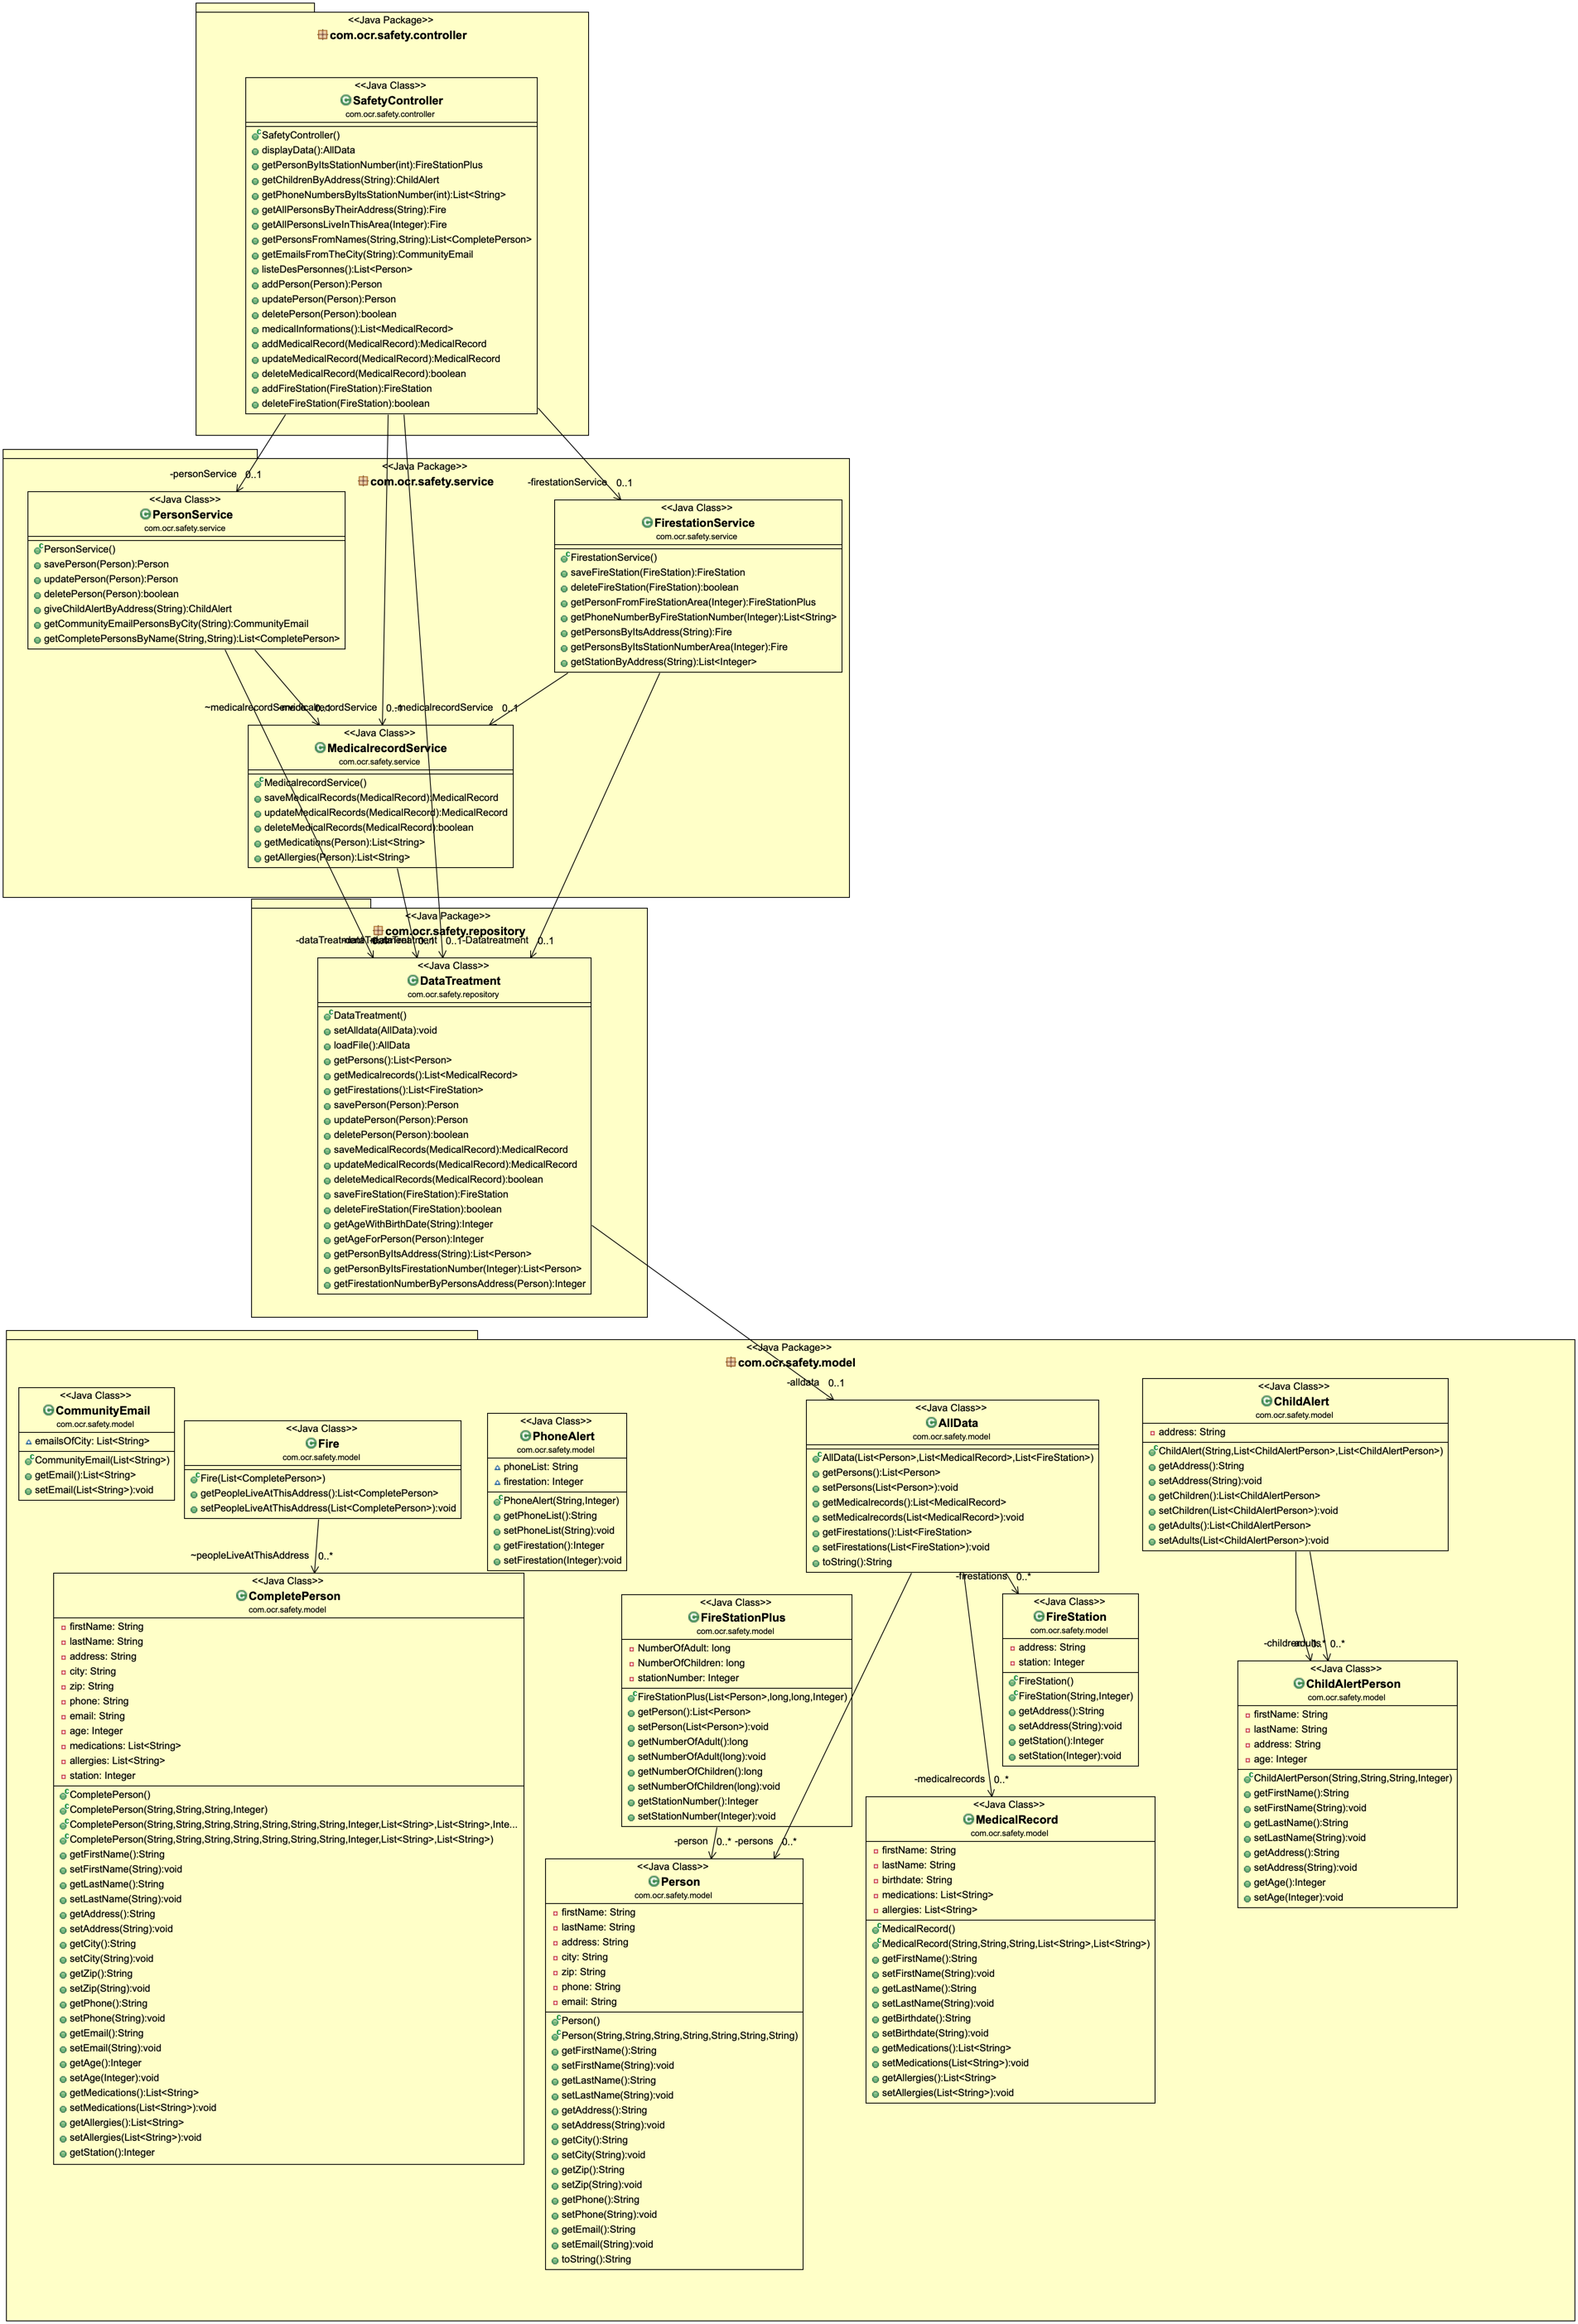 <<Java Package>>
com.ocr.safety.controller
<<Java Class>>
SafetyController
com.ocr.safety.controller
SafetyController()
displayData():AllData
getPersonByItsStationNumber(int):FireStationPlus
getChildrenByAddress(String):ChildAlert
getPhoneNumbersByItsStationNumber(int):List<String>
getAllPersonsByTheirAddress(String):Fire
getAllPersonsLiveInThisArea(Integer):Fire
getPersonsFromNames(String,String):List<CompletePerson>
getEmailsFromTheCity(String):CommunityEmail
listeDesPersonnes():List<Person>
addPerson(Person):Person
updatePerson(Person):Person
deletePerson(Person):boolean
medicalInformations():List<MedicalRecord>
addMedicalRecord(MedicalRecord):MedicalRecord
updateMedicalRecord(MedicalRecord):MedicalRecord
deleteMedicalRecord(MedicalRecord):boolean
addFireStation(FireStation):FireStation
deleteFireStation(FireStation):boolean
<<Java Package>>
com.ocr.safety.service
-personService 0..1
-firestationService 0..1
<<Java Class>>
PersonService
com.ocr.safety.service
PersonService()
savePerson(Person):Person
updatePerson(Person):Person
deletePerson(Person):boolean
giveChildAlertByAddress(String):ChildAlert
getCommunityEmailPersonsByCity(String):CommunityEmail
getCompletePersonsByName(String,String):List<CompletePerson>
<<Java Class>>
FirestationService
com.ocr.safety.service
FirestationService()
saveFireStation(FireStation):FireStation
deleteFireStation(FireStation):boolean
getPersonFromFireStationArea(Integer):FireStationPlus
getPhoneNumberByFireStationNumber(Integer):List<String>
getPersonsByItsAddress(String):Fire
getPersonsByItsStationNumberArea(Integer):Fire
getStationByAddress(String):List<Integer>
~medicalrecordService 0..1
medicalrecordService 0..1
medicalrecordService 0..1
<<Java Class>>
MedicalrecordService
com.ocr.safety.service
MedicalrecordService()
saveMedicalRecords(MedicalRecord):MedicalRecord
updateMedicalRecords(MedicalRecord):MedicalRecord
deleteMedicalRecords(MedicalRecord):boolean
getMedications(Person):List<String>
getAllergies(Person):List<String>
<<Java Package>>
com.ocr.safety.repository
-dataTreatment
0..1
0..1
-Datatreatment 0..1
<<Java Class>>
DataTreatment
com.ocr.safety.repository
DataTreatment()
setAlldata(AllData):void
loadFile():AllData
getPersons():List<Person>
getMedicalrecords():List<MedicalRecord>
getFirestations():List<FireStation>
savePerson(Person):Person
updatePerson(Person):Person
deletePerson(Person):boolean
saveMedicalRecords(MedicalRecord):MedicalRecord
updateMedicalRecords(MedicalRecord):MedicalRecord
deleteMedicalRecords(MedicalRecord):boolean
saveFireStation(FireStation):FireStation
deleteFireStation(FireStation):boolean
getAgeWithBirthDate(String):Integer
getAgeForPerson(Person):Integer
getPersonByItsAddress(String):List<Person>
getPersonByItsFirestationNumber(Integer):List<Person>
getFirestationNumberByPersonsAddress(Person):Integer
<<Java Package>>
com.ocr.safety.model
-alldata 0..1
<<Java Class>>
CommunityEmail
com.ocr.safety.model
emailsOfCity: List<String>
CommunityEmail(List<String>)
getEmail():List<String>
setEmail(List<String>):void
<<Java Class>>
Fire
com.ocr.safety.model
Fire(List<CompletePerson>)
getPeopleLiveAtThisAddress():List<CompletePerson>
setPeopleLiveAtThisAddress(List<CompletePerson>):void
~peopleLiveAtThisAddress 0..*
<<Java Class>>
PhoneAlert
com.ocr.safety.model
phoneList: String
firestation: Integer
PhoneAlert(String,Integer)
getPhoneList():String
setPhoneList(String):void
getFirestation():Integer
setFirestation(Integer):void
<<Java Class>>
AllData
com.ocr.safety.model
AllData(List<Person>,List<MedicalRecord>,List<FireStation>)
getPersons():List<Person>
setPersons(List<Person>):void
getMedicalrecords():List<MedicalRecord>
setMedicalrecords(List<MedicalRecord>):void
getFirestations():List<FireStation>
setFirestations(List<FireStation>):void
toString():String
<<Java Class>>
ChildAlert
com.ocr.safety.model
address: String
ChildAlert(String,List<ChildAlertPerson>,List<ChildAlertPerson>)
getAddress():String
setAddress(String):void
getChildren():List<ChildAlertPerson>
setChildren(List<ChildAlertPerson>):void
getAdults():List<ChildAlertPerson>
setAdults(List<ChildAlertPerson>):void
<<Java Class>>
CompletePerson
com.ocr.safety.model
firstName: String
lastName: String
address: String
city: String
zip: String
phone: String
email: String
age: Integer
medications: List<String>
allergies: List<String>
station: Integer
CompletePerson()
CompletePerson(String,String,String,Integer)
CompletePerson(String,String,String,String,String,String,String,Integer,List<String>,List<String>,Inte...
CompletePerson(String,String,String,String,String,String,String,Integer,List<String>,List<String>)
getFirstName():String
setFirstName(String):void
getLastName():String
setLastName(String):void
getAddress():String
setAddress(String):void
getCity():String
setCity(String):void
getZip():String
setZip(String):void
getPhone():String
setPhone(String):void
getEmail():String
setEmail(String):void
getAge():Integer
setAge(Integer):void
getMedications():List<String>
setMedications(List<String>):void
getAllergies():List<String>
setAllergies(List<String>):void
getStation():Integer
<<Java Class>>
FireStationPlus
com.ocr.safety.model
NumberOfAdult: long
NumberOfChildren: long
stationNumber: Integer
FireStationPlus(List<Person>,long,long,Integer)
getPerson():List<Person>
setPerson(List<Person>):void
getNumberOfAdult():long
setNumberOfAdult(long):void
getNumberOfChildren():long
setNumberOfChildren(long):void
getStationNumber():Integer
setStationNumber(Integer):void
-person 0..*
-persons 0..*
-firestations 0..*
<<Java Class>>
FireStation
com.ocr.safety.model
address: String
station: Integer
FireStation()
FireStation(String,Integer)
getAddress():String
setAddress(String):void
getStation():Integer
setStation(Integer):void
-medicalrecords 0..*
-children
0..*
<<Java Class>>
ChildAlertPerson
com.ocr.safety.model
firstName: String
lastName: String
address: String
age: Integer
ChildAlertPerson(String,String,String,Integer)
getFirstName():String
setFirstName(String):void
getLastName():String
setLastName(String):void
getAddress():String
setAddress(String):void
getAge():Integer
setAge(Integer):void
<<Java Class>>
MedicalRecord
com.ocr.safety.model
firstName: String
lastName: String
birthdate: String
medications: List<String>
allergies: List<String>
MedicalRecord()
MedicalRecord(String,String,String,List<String>,List<String>)
getFirstName():String
setFirstName(String):void
getLastName():String
setLastName(String):void
getBirthdate():String
setBirthdate(String):void
getMedications():List<String>
setMedications(List<String>):void
getAllergies():List<String>
setAllergies(List<String>):void
<<Java Class>>
Person
com.ocr.safety.model
firstName: String
lastName: String
address: String
city: String
zip: String
phone: String
email: String
Person()
Person(String,String,String,String,String,String,String)
getFirstName():String
setFirstName(String):void
getLastName():String
setLastName(String):void
getAddress():String
setAddress(String):void
getCity():String
setCity(String):void
getZip():String
setZip(String):void
getPhone():String
setPhone(String):void
getEmail():String
setEmail(String):void
toString():String